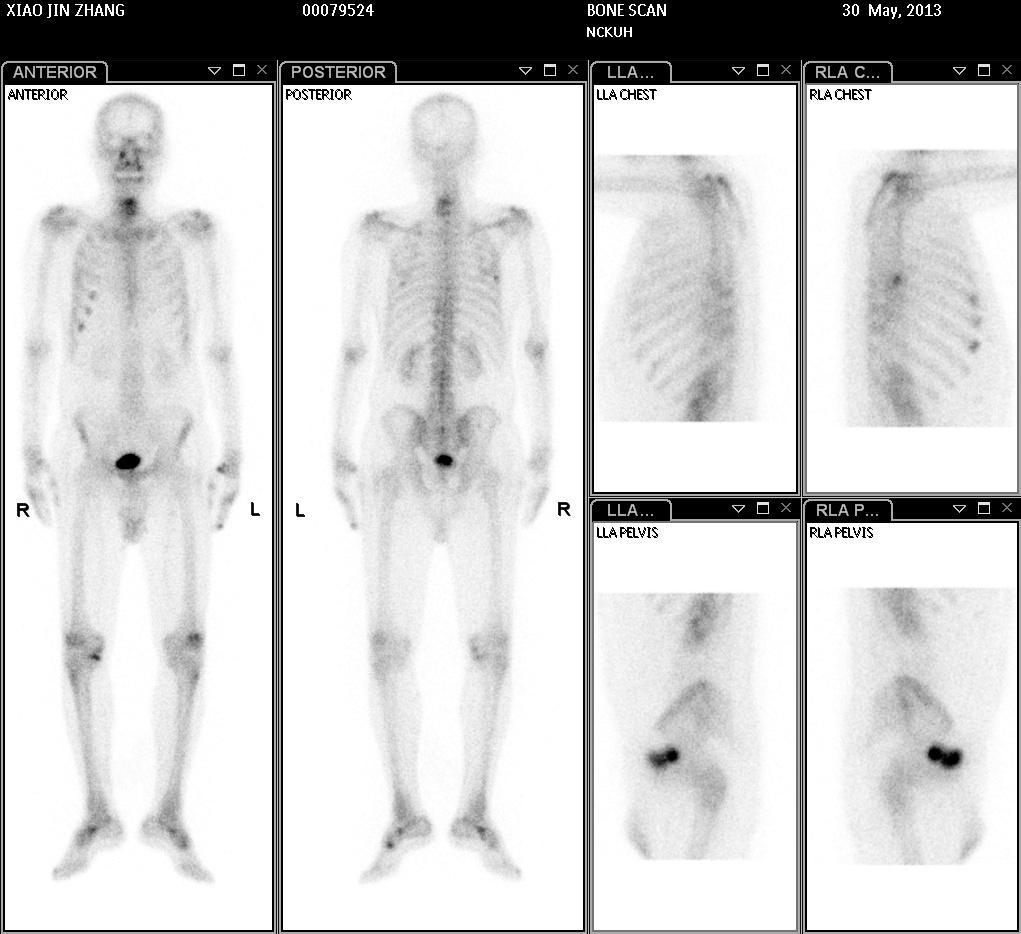 XIAO JIN ZHANG 00079524 BONE SCAN 30 May, 2013
NCKUH
ANTERIOR POSTERIOR LLA... RLA C...
ANTERIOR POSTERIOR LLA CHEST RLA CHEST
R L L R
LLA... RLA P...
LLA PELVIS RLA PELVIS